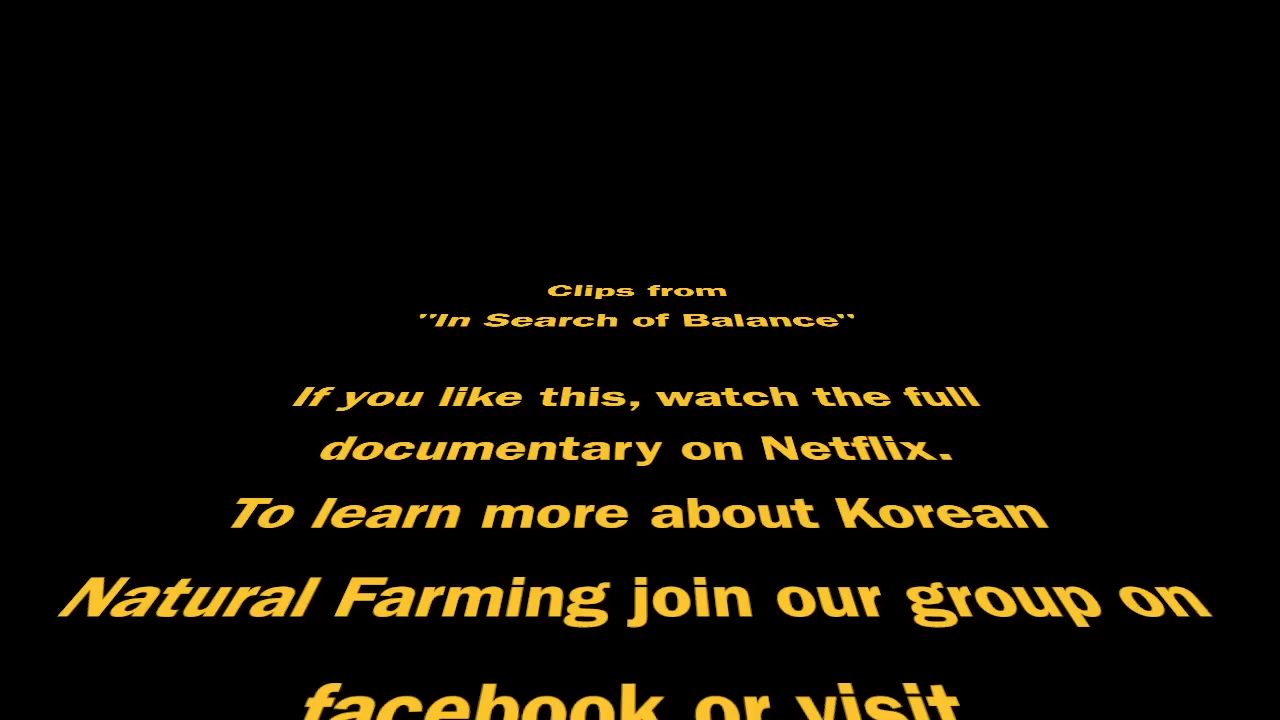 Clips from
"In Search of Balance"
If you like this, watch the full
documentary on Netflix.
To learn more about Korean
Natural Farming join our group on
facebook or visit